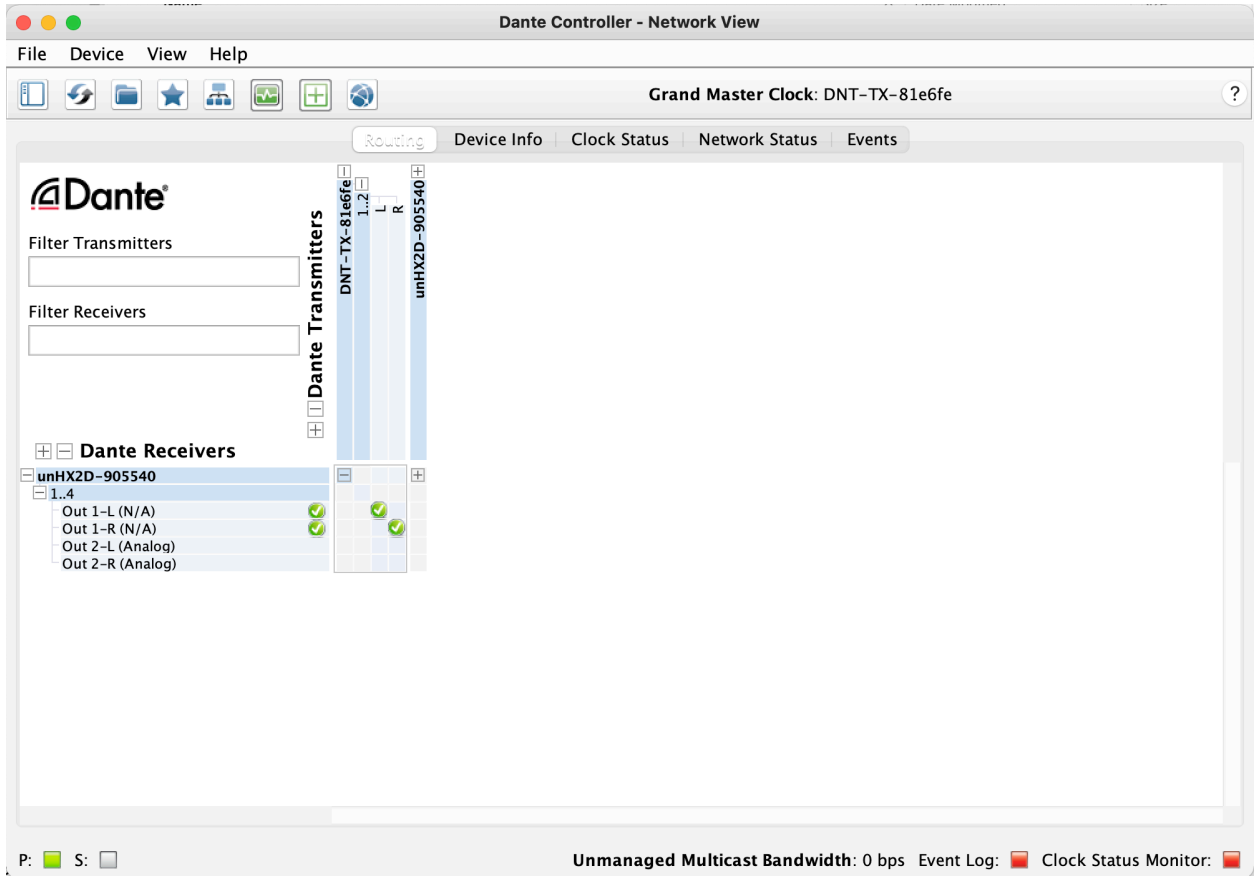 Dante Controller - Network View
File Device View Help
Grand Master Clock: DNT-TX-81e6fe
?
Routing Device Info Clock Status Network Status Events
Dante®
Filter Transmitters
Filter Receivers
Dante Transmitters
DNT-TX-81e6fe
1..2
L
R
unHX2D-905540
Dante Receivers
unHX2D-905540
1..4
Out 1-L (N/A)
Out 1-R (N/A)
Out 2-L (Analog)
Out 2-R (Analog)
P: S: Unmanaged Multicast Bandwidth: 0 bps Event Log: Clock Status Monitor: